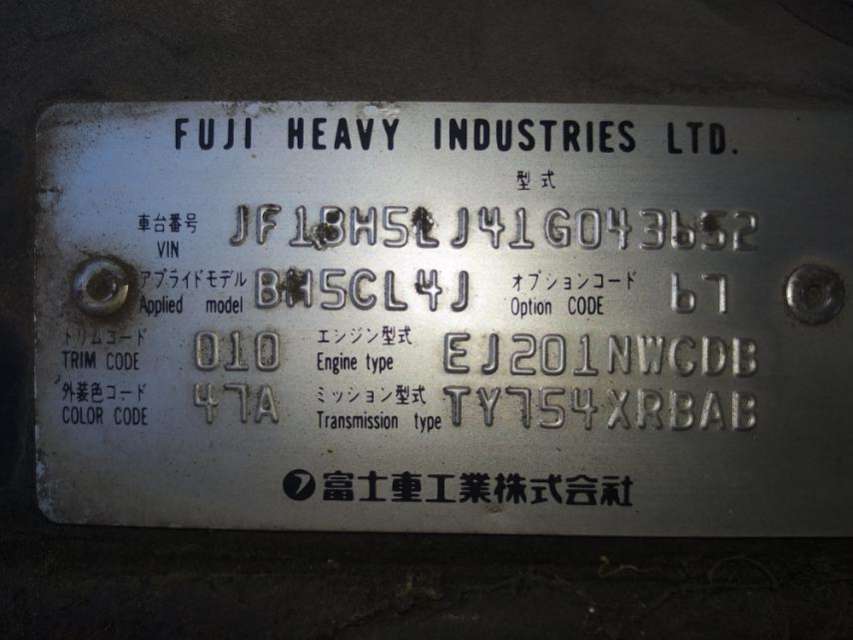 FUJI HEAVY INDUSTRIES LTD.
型式
車台番号 VIN JF1BH5LJ41G043652
アプライドモデル Applied model BH5CL4J オプションコード Option CODE 67
トリムコード TRIM CODE 010 エンジン型式 Engine type EJ201NWCDB
外装色コード COLOR CODE 47A ミッション型式 Transmission type TY754XRBAB
富士重工業株式会社